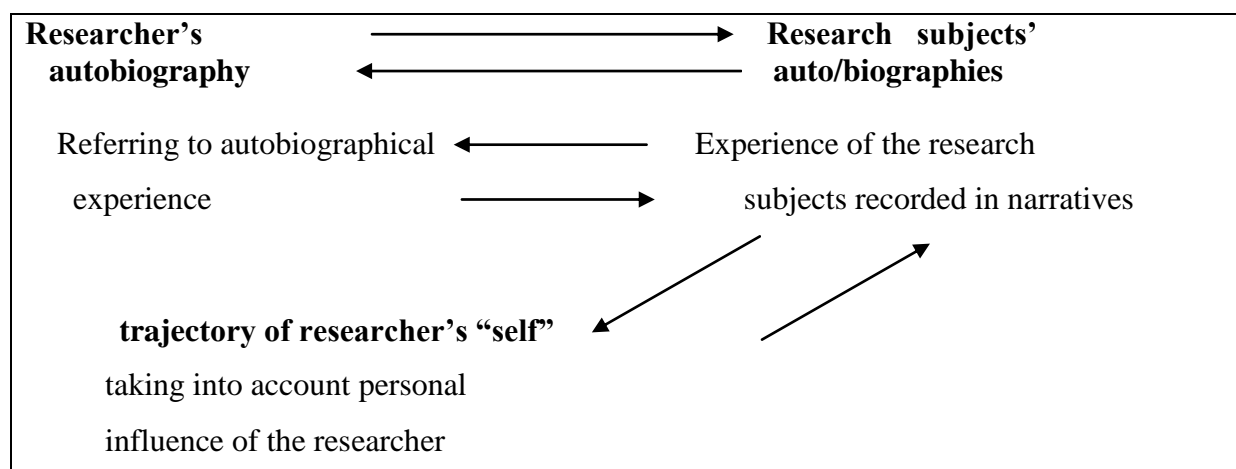 Researcher’s Research subjects’
autobiography auto/biographies
Referring to autobiographical Experience of the research
experience subjects recorded in narratives
trajectory of researcher’s “self”
taking into account personal
influence of the researcher